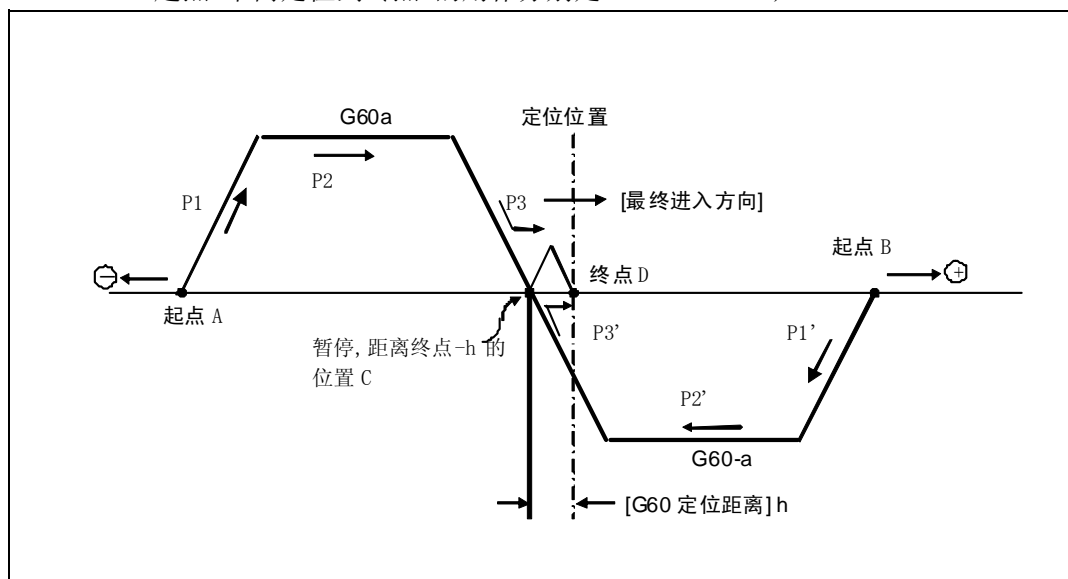 G60a
定位位置
P2
P3
[最终进入方向]
P1
起点 B
终点 D
起点 A
P3'
P1'
暂停,距离终点-h 的
位置 C
P2'
G60-a
[G60 定位距离] h